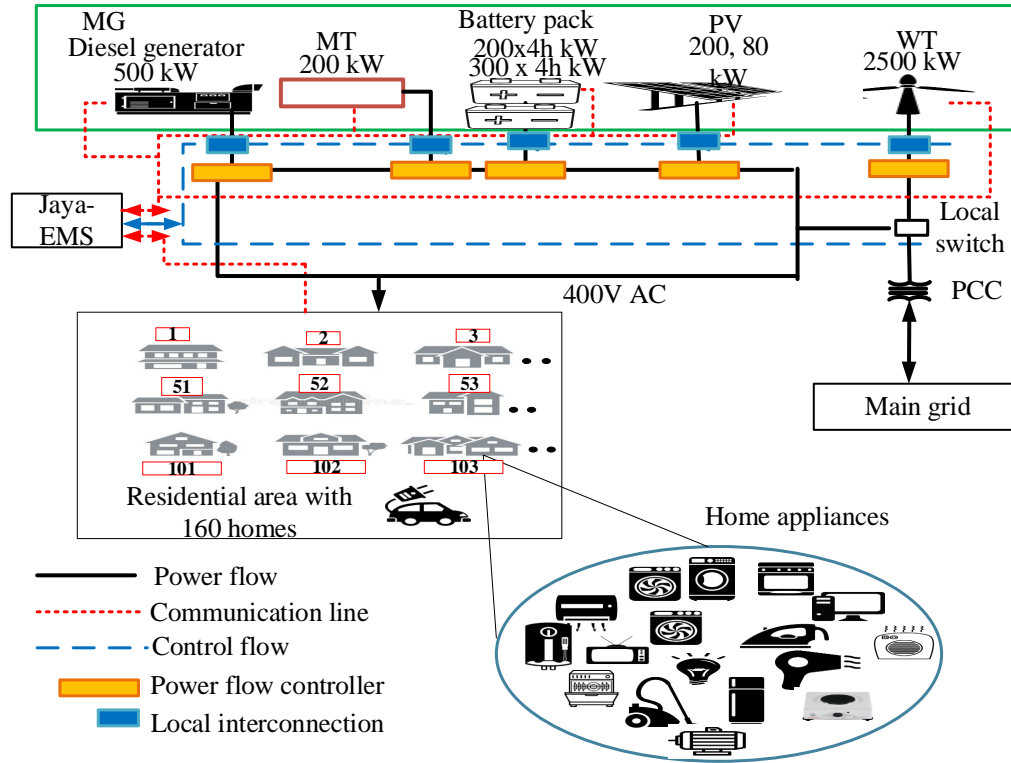 MG
Diesel generator
500 kW
MT
200 kW
Battery pack
200x4h kW
300 x 4h kW
PV
200, 80
kW
WT
2500 kW
Jaya-
EMS
Local
switch
400V AC
PCC
Main grid
1
2
3
51
52
53
101
102
103
Residential area with
160 homes
Home appliances
Power flow
Communication line
Control flow
Power flow controller
Local interconnection